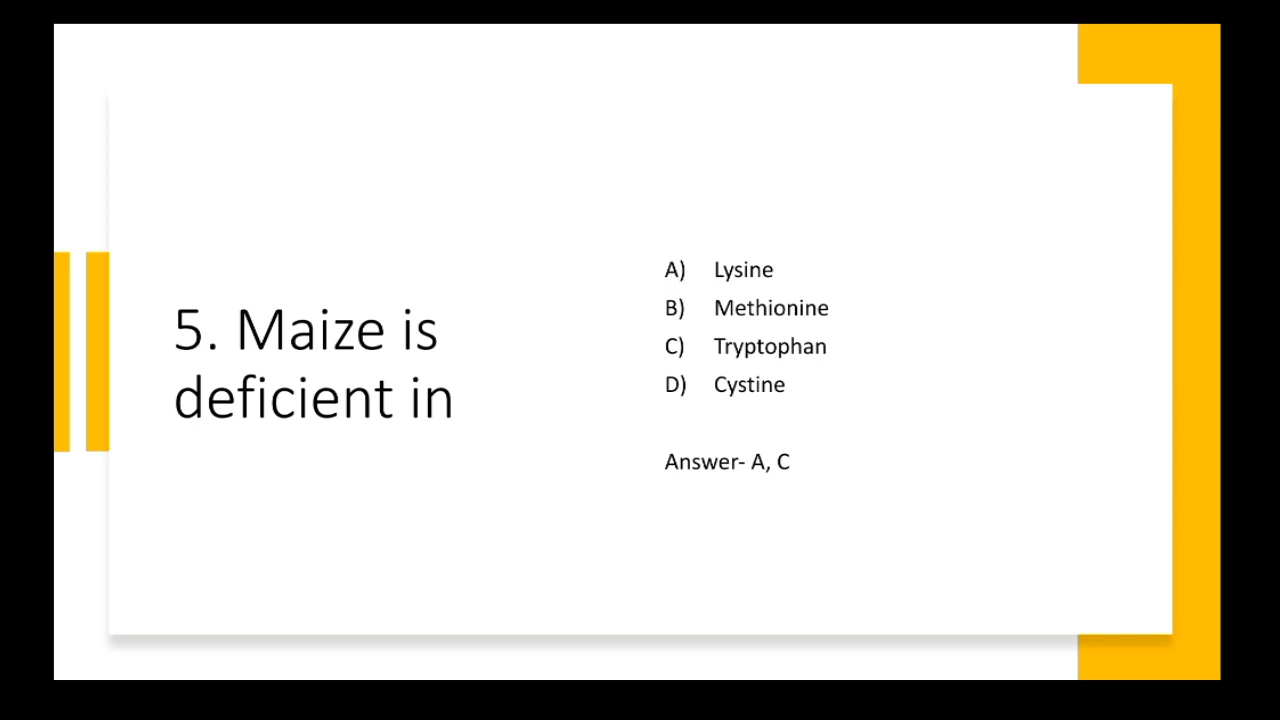 5. Maize is
deficient in
A) Lysine
B) Methionine
C) Tryptophan
D) Cystine
Answer- A, C